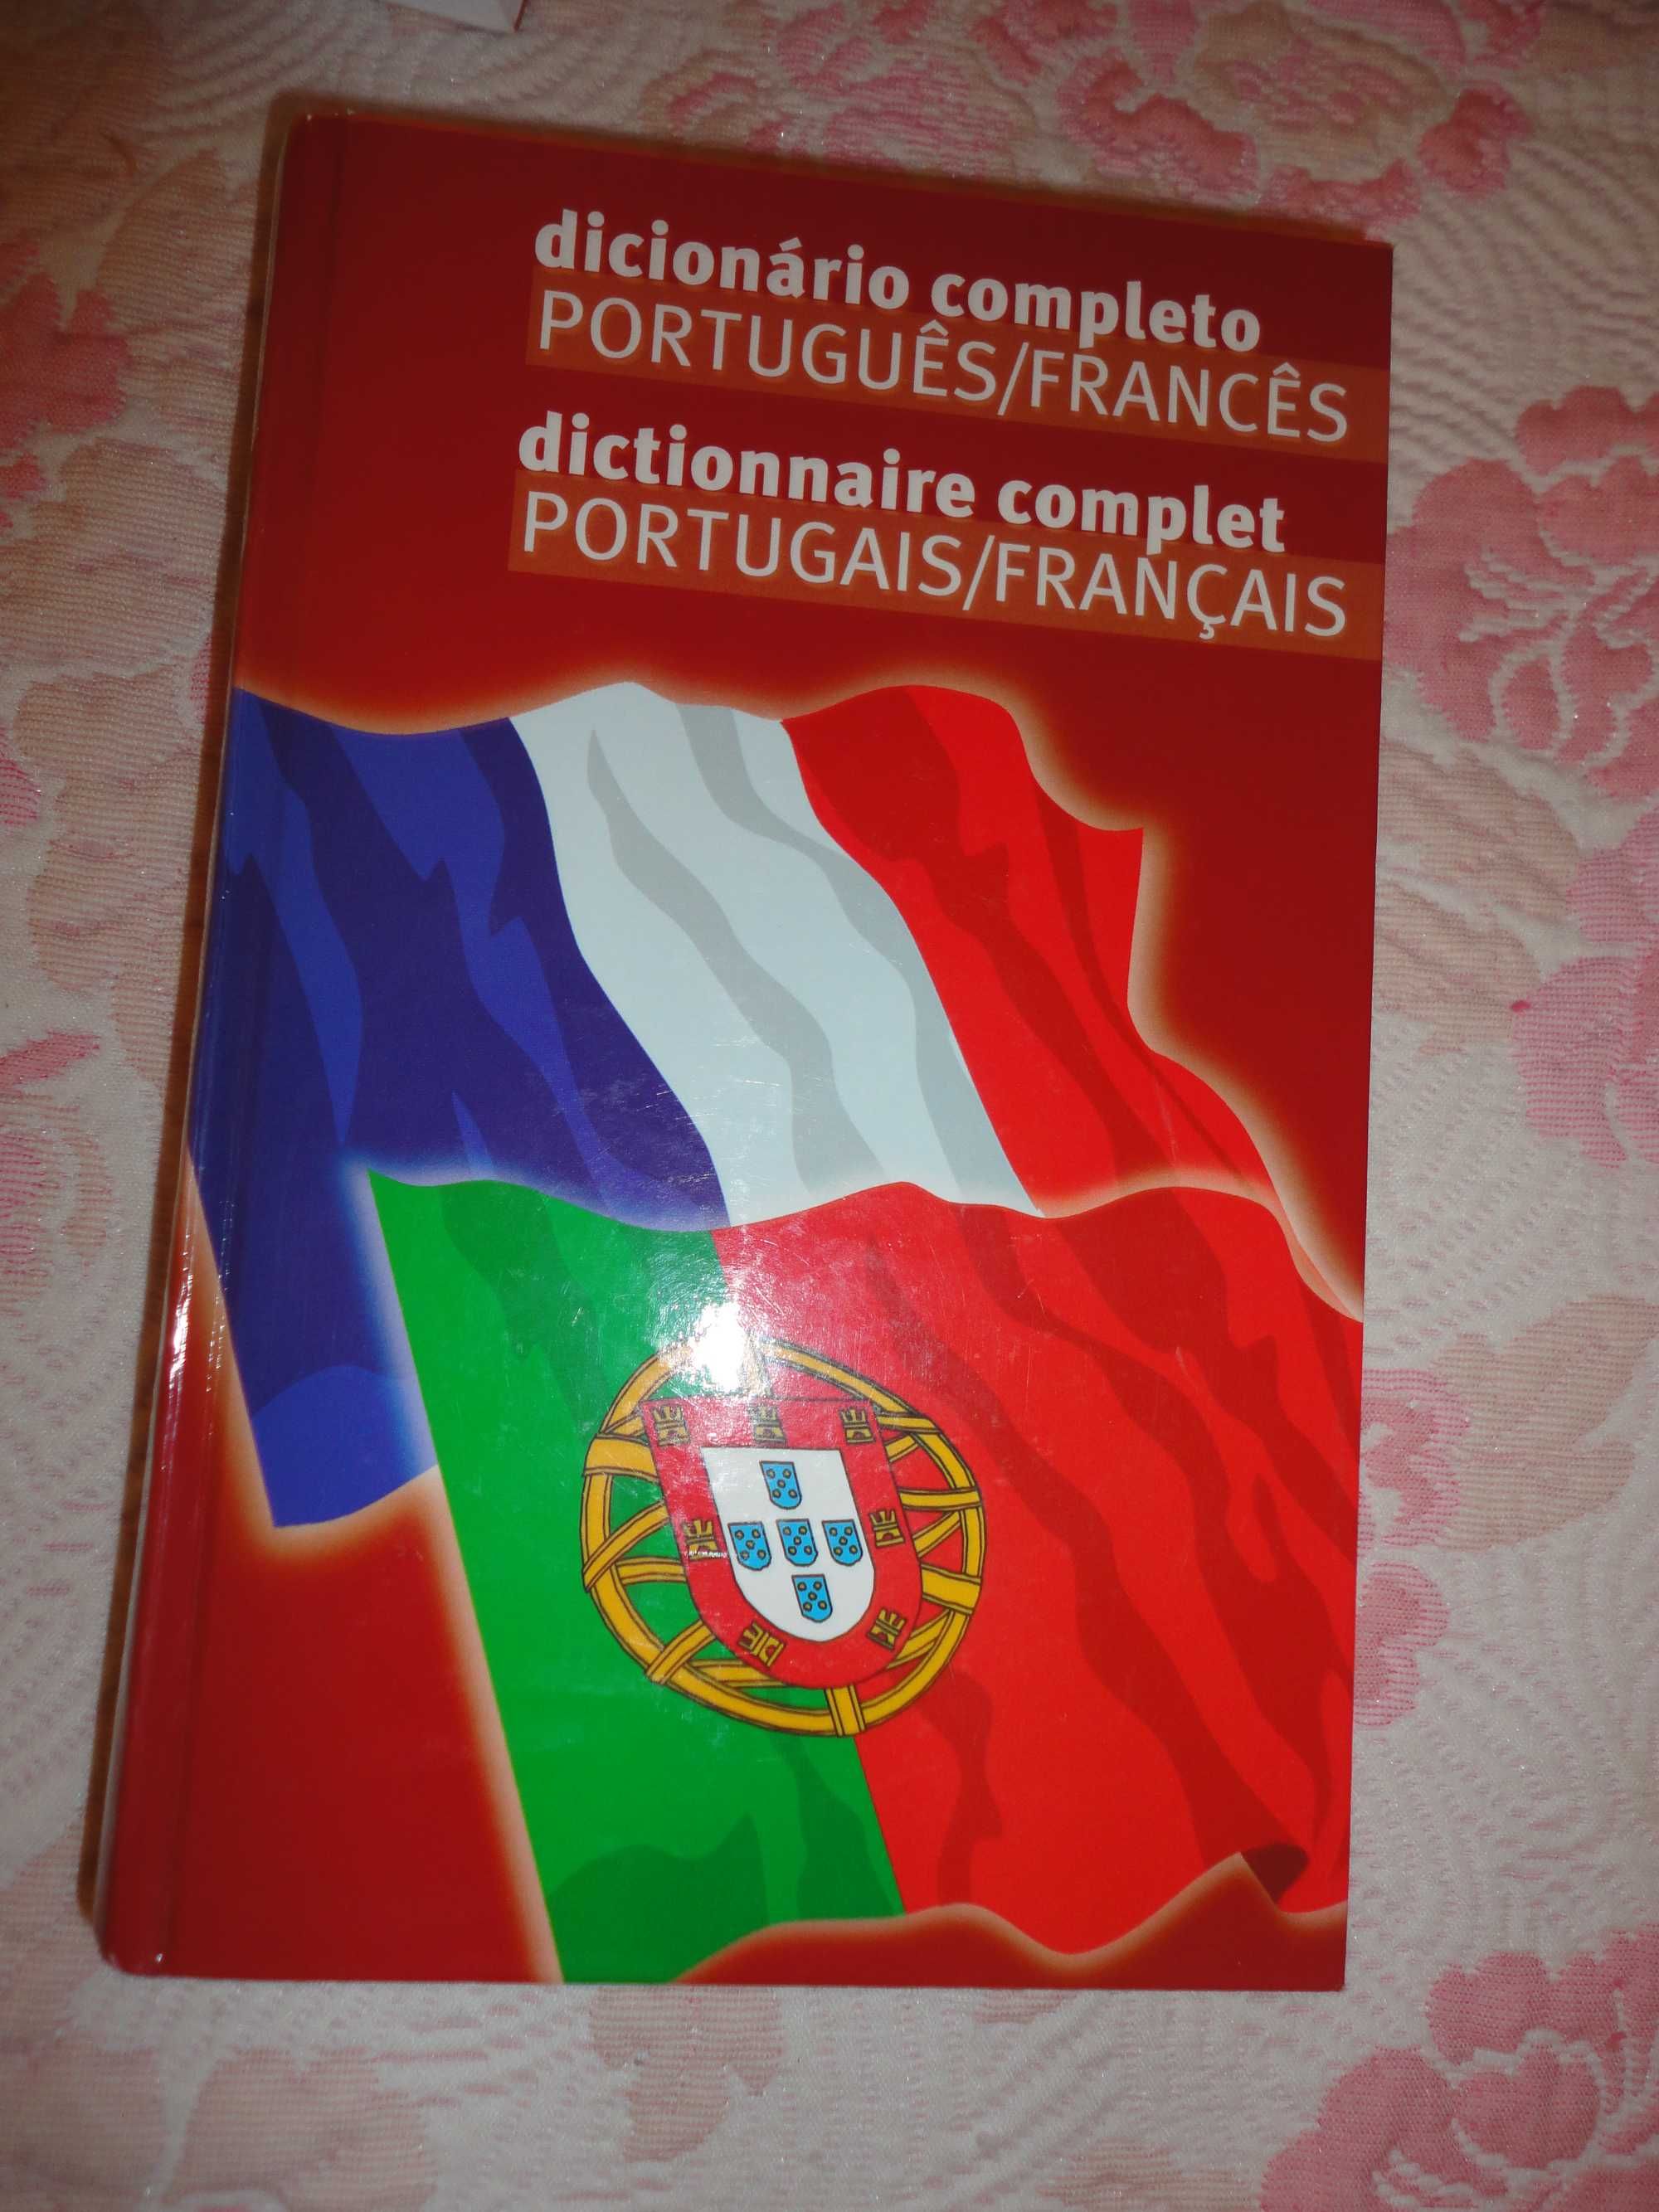 dicionário completo
PORTUGUÊS/FRANCÊS
dictionnaire complet
PORTUGAIS/FRANÇAIS